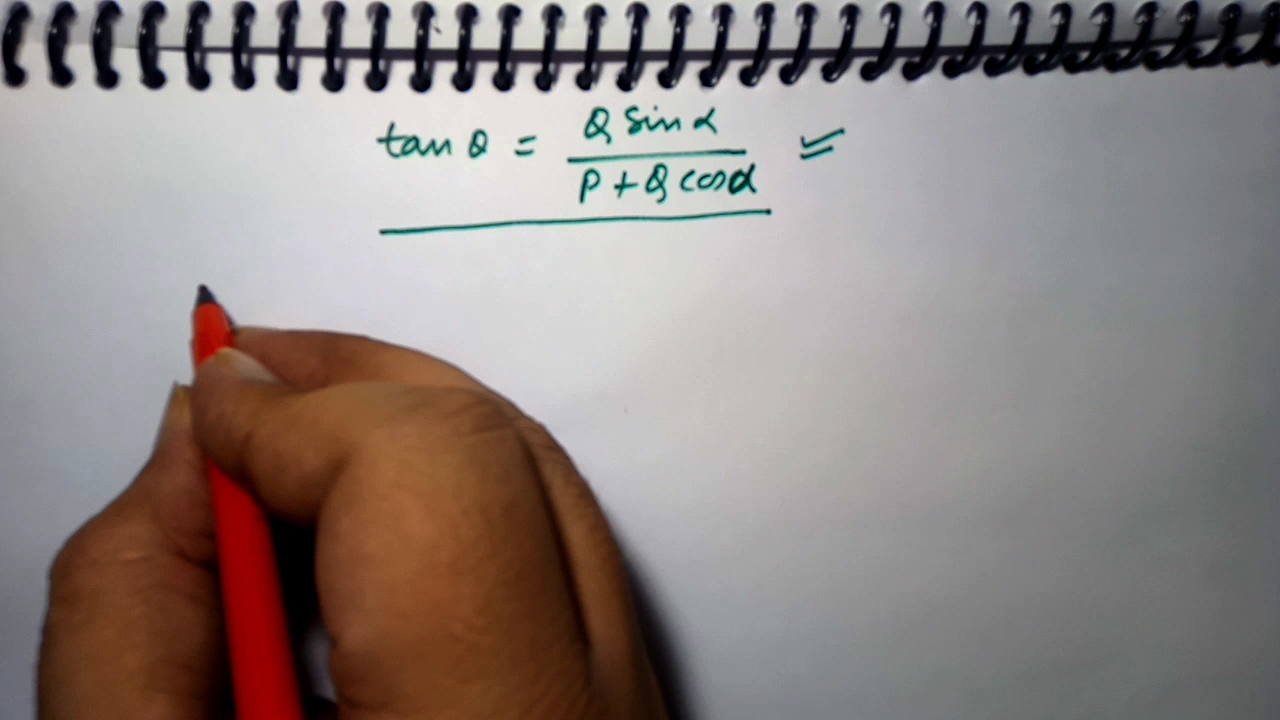 tan θ = Q sin α / P + Q cos α